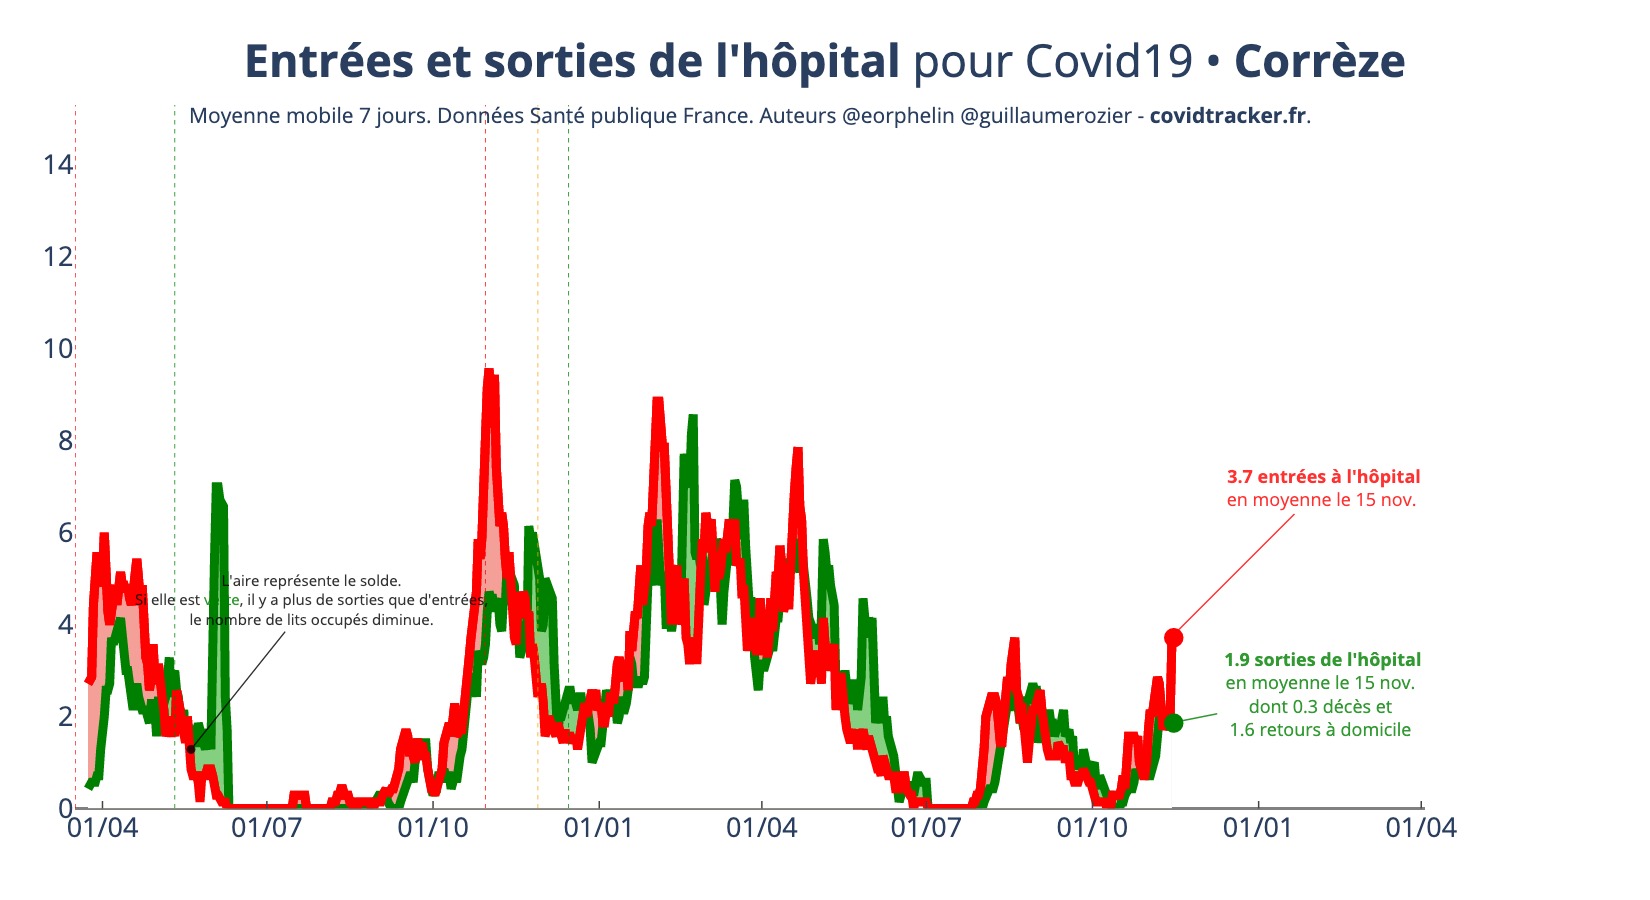 Entrées et sorties de l'hôpital pour Covid19 • Corrèze
Moyenne mobile 7 jours. Données Santé publique France. Auteurs @eorphelin @guillaumerozier - covidtracker.fr.
14
12
10
8
6
4
2
0
L'aire représente le solde.
Si elle est verte, il y a plus de sorties que d'entrées,
le nombre de lits occupés diminue.
3.7 entrées à l'hôpital
en moyenne le 15 nov.
1.9 sorties de l'hôpital
en moyenne le 15 nov.
dont 0.3 décès et
1.6 retours à domicile
01/04 01/07 01/10 01/01 01/04 01/07 01/10 01/01 01/04